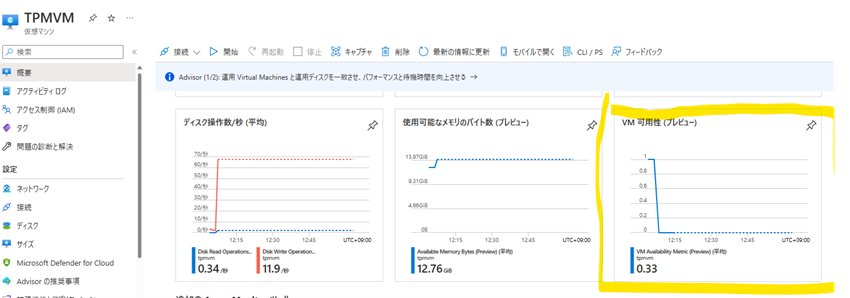 TPMVM
仮想マシン
検索
概要
アクティビティ ログ
アクセス制御 (IAM)
タグ
問題の診断と解決
設定
ネットワーク
接続
ディスク
サイズ
Microsoft Defender for Cloud
Advisor の推奨事項
接続 開始 再起動 停止 キャプチャ 削除 最新の情報に更新 モバイルで開く CLI / PS フィードバック
Advisor (1/2): 運用 Virtual Machines と運用ディスクを一致させ、パフォーマンスと待機時間を向上させる →
ディスク操作数/秒 (平均)
70/秒
60/秒
50/秒
40/秒
30/秒
20/秒
10/秒
0/秒
12:15 12:30 12:45 UTC+09:00
Disk Read Operations...
tpmvm
0.34 /秒
Disk Write Operation...
tpmvm
11.9 /秒
使用可能なメモリのバイト数 (プレビュー)
13.97GiB
9.31GiB
4.66GiB
0B
12:15 12:30 12:45 UTC+09:00
Available Memory Bytes (Preview) (平均)
tpmvm
12.76 GB
VM 可用性 (プレビュー)
1
0.8
0.6
0.4
0.2
0
12:15 12:30 12:45 UTC+09:00
VM Availability Metric (Preview) (平均)
tpmvm
0.33